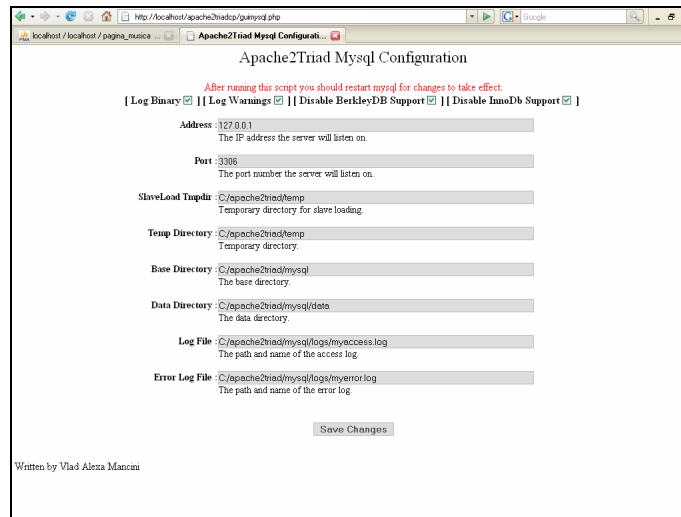 http://localhost/apache2triadcp/guimysql.php
Google
localhost / localhost / pagina_musica ...
Apache2Triad Mysql Configurati...
Apache2Triad Mysql Configuration
After running this script you should restart mysql for changes to take effect.
[ Log Binary ] [ Log Warnings ] [ Disable BerkleyDB Support ] [ Disable InnoDb Support ]
Address : 127.0.0.1
The IP address the server will listen on.
Port : 3306
The port number the server will listen on.
SlaveLoad Tmpdir : C:/apache2triad/temp
Temporary directory for slave loading.
Temp Directory : C:/apache2triad/temp
Temporary directory.
Base Directory : C:/apache2triad/mysql
The base directory.
Data Directory : C:/apache2triad/mysql/data
The data directory.
Log File : C:/apache2triad/mysql/logs/myaccess.log
The path and name of the access log.
Error Log File : C:/apache2triad/mysql/logs/myerror.log
The path and name of the error log.
Save Changes
Written by Vlad Alexa Mancini